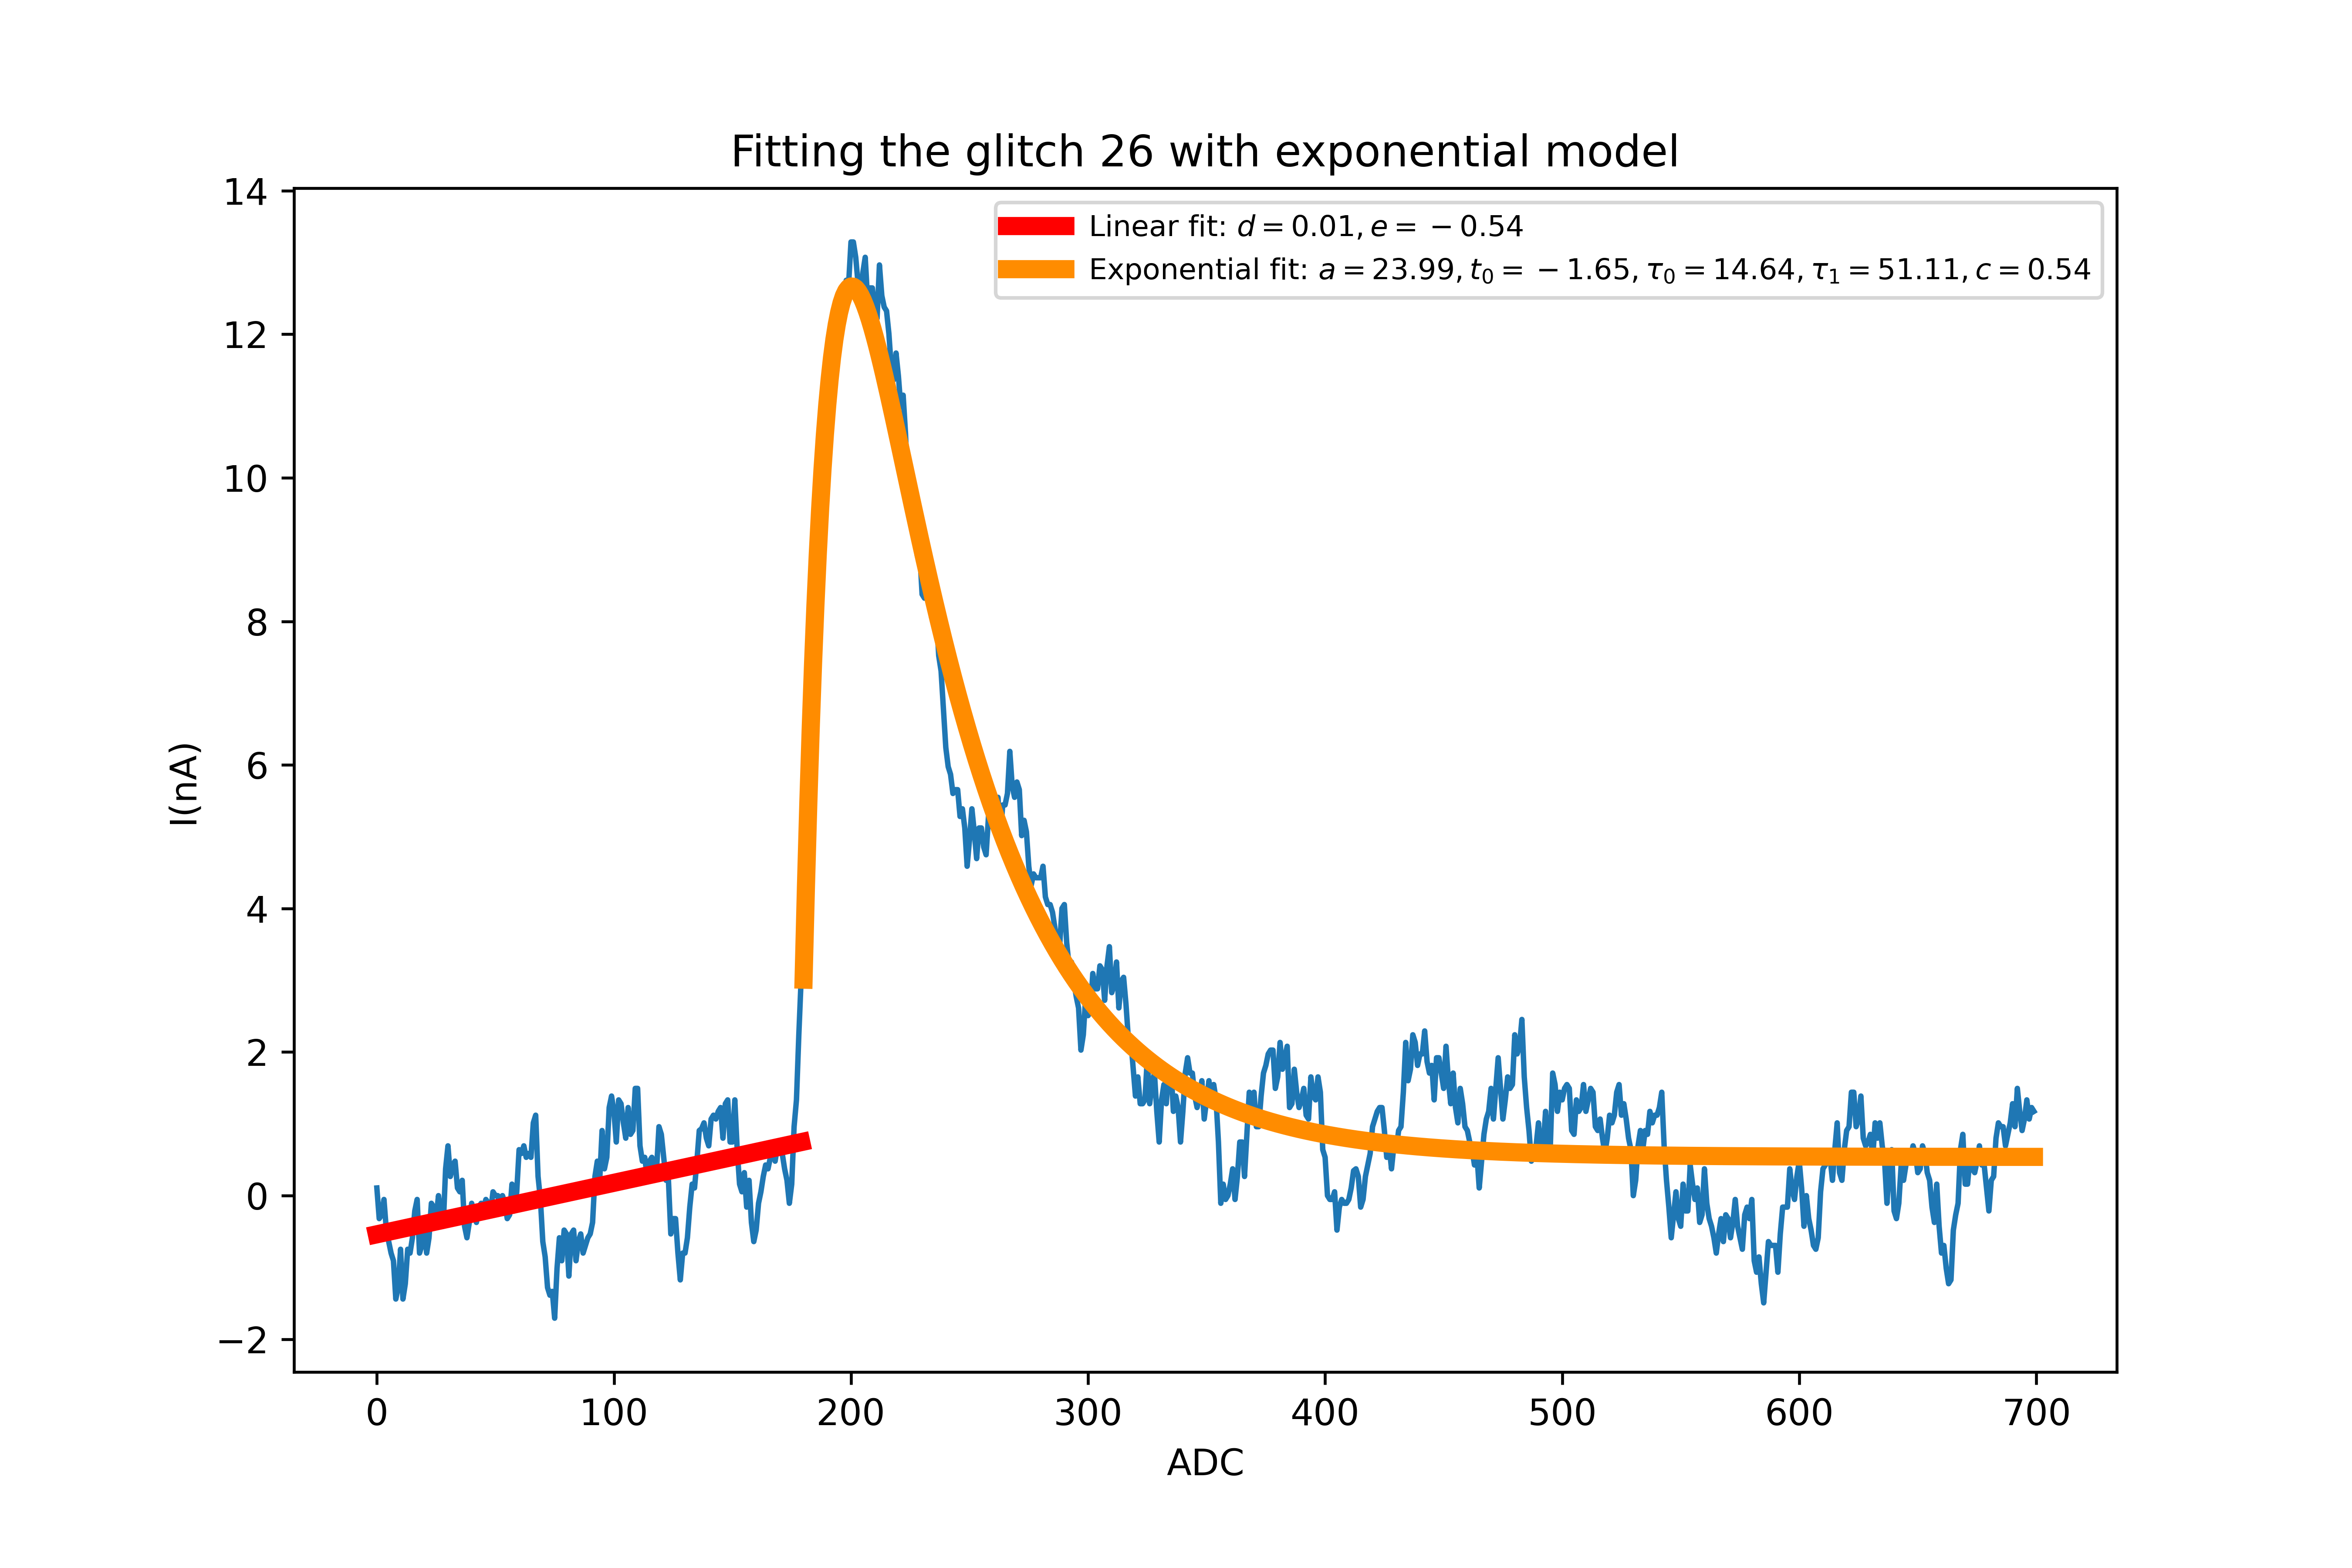 Fitting the glitch 26 with exponential model
14
12
10
8
6
4
2
0
−2
I(nA)
Linear fit: d = 0.01, e = − 0.54
Exponential fit: a = 23.99, t₀ = − 1.65, τ₀ = 14.64, τ₁ = 51.11, c = 0.54
0 100 200 300 400 500 600 700
ADC